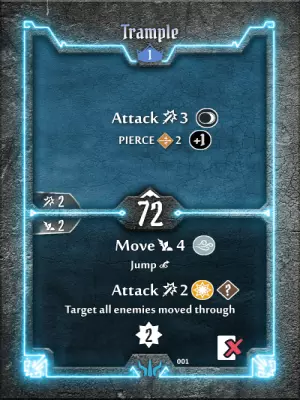 Trample
1
Attack 3
PIERCE 2 +1
2
72
2
Move 4
Jump
Attack 2 ?
Target all enemies moved through
2
001